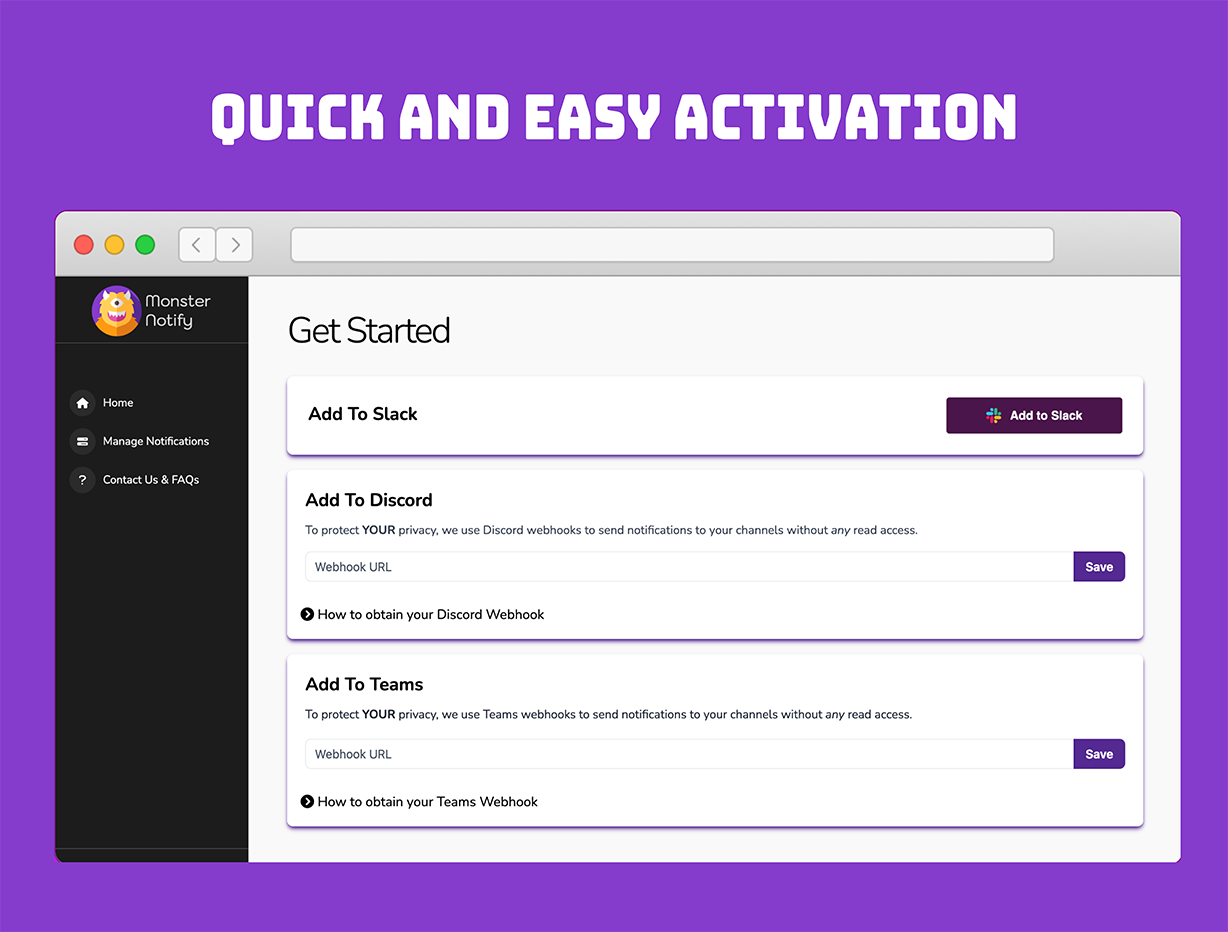 QUICK AND EASY ACTIVATION
Monster
Notify
Home
Manage Notifications
? Contact Us & FAQs
Get Started
Add To Slack
Add to Slack
Add To Discord
To protect YOUR privacy, we use Discord webhooks to send notifications to your channels without any read access.
Webhook URL
Save
How to obtain your Discord Webhook
Add To Teams
To protect YOUR privacy, we use Teams webhooks to send notifications to your channels without any read access.
Webhook URL
Save
How to obtain your Teams Webhook